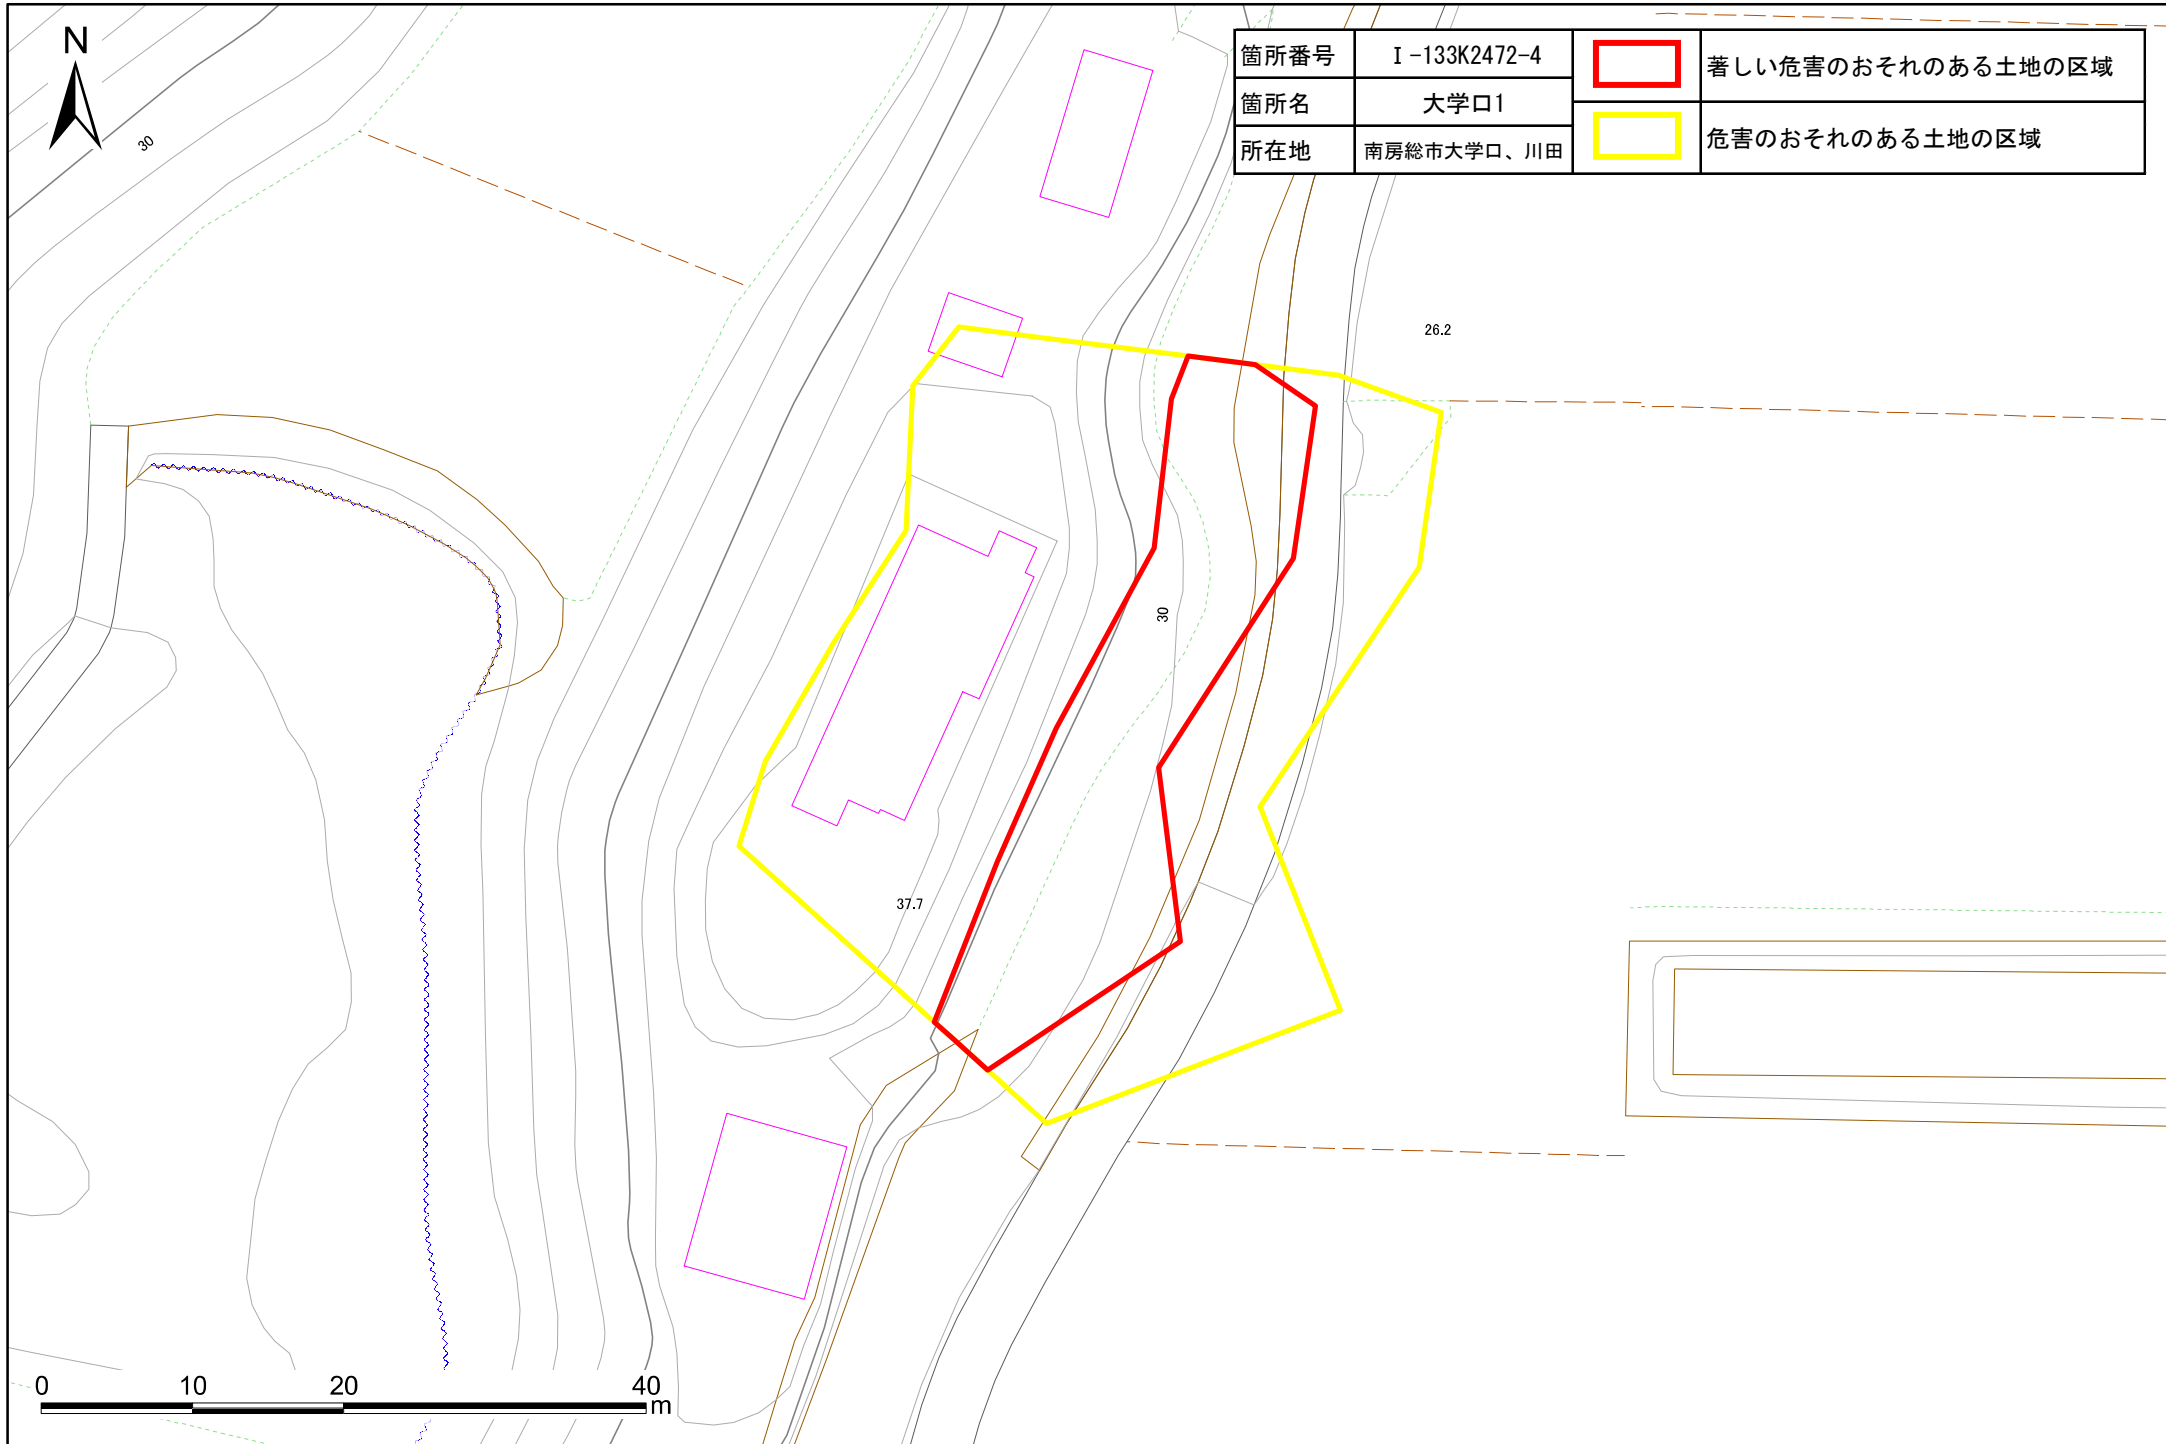 N
箇所番号 Ⅰ-133K2472-4 著しい危害のおそれのある土地の区域
箇所名 大学口1
危害のおそれのある土地の区域
所在地 南房総市大学口、川田
30
26.2
30
37.7
0 10 20 40
m